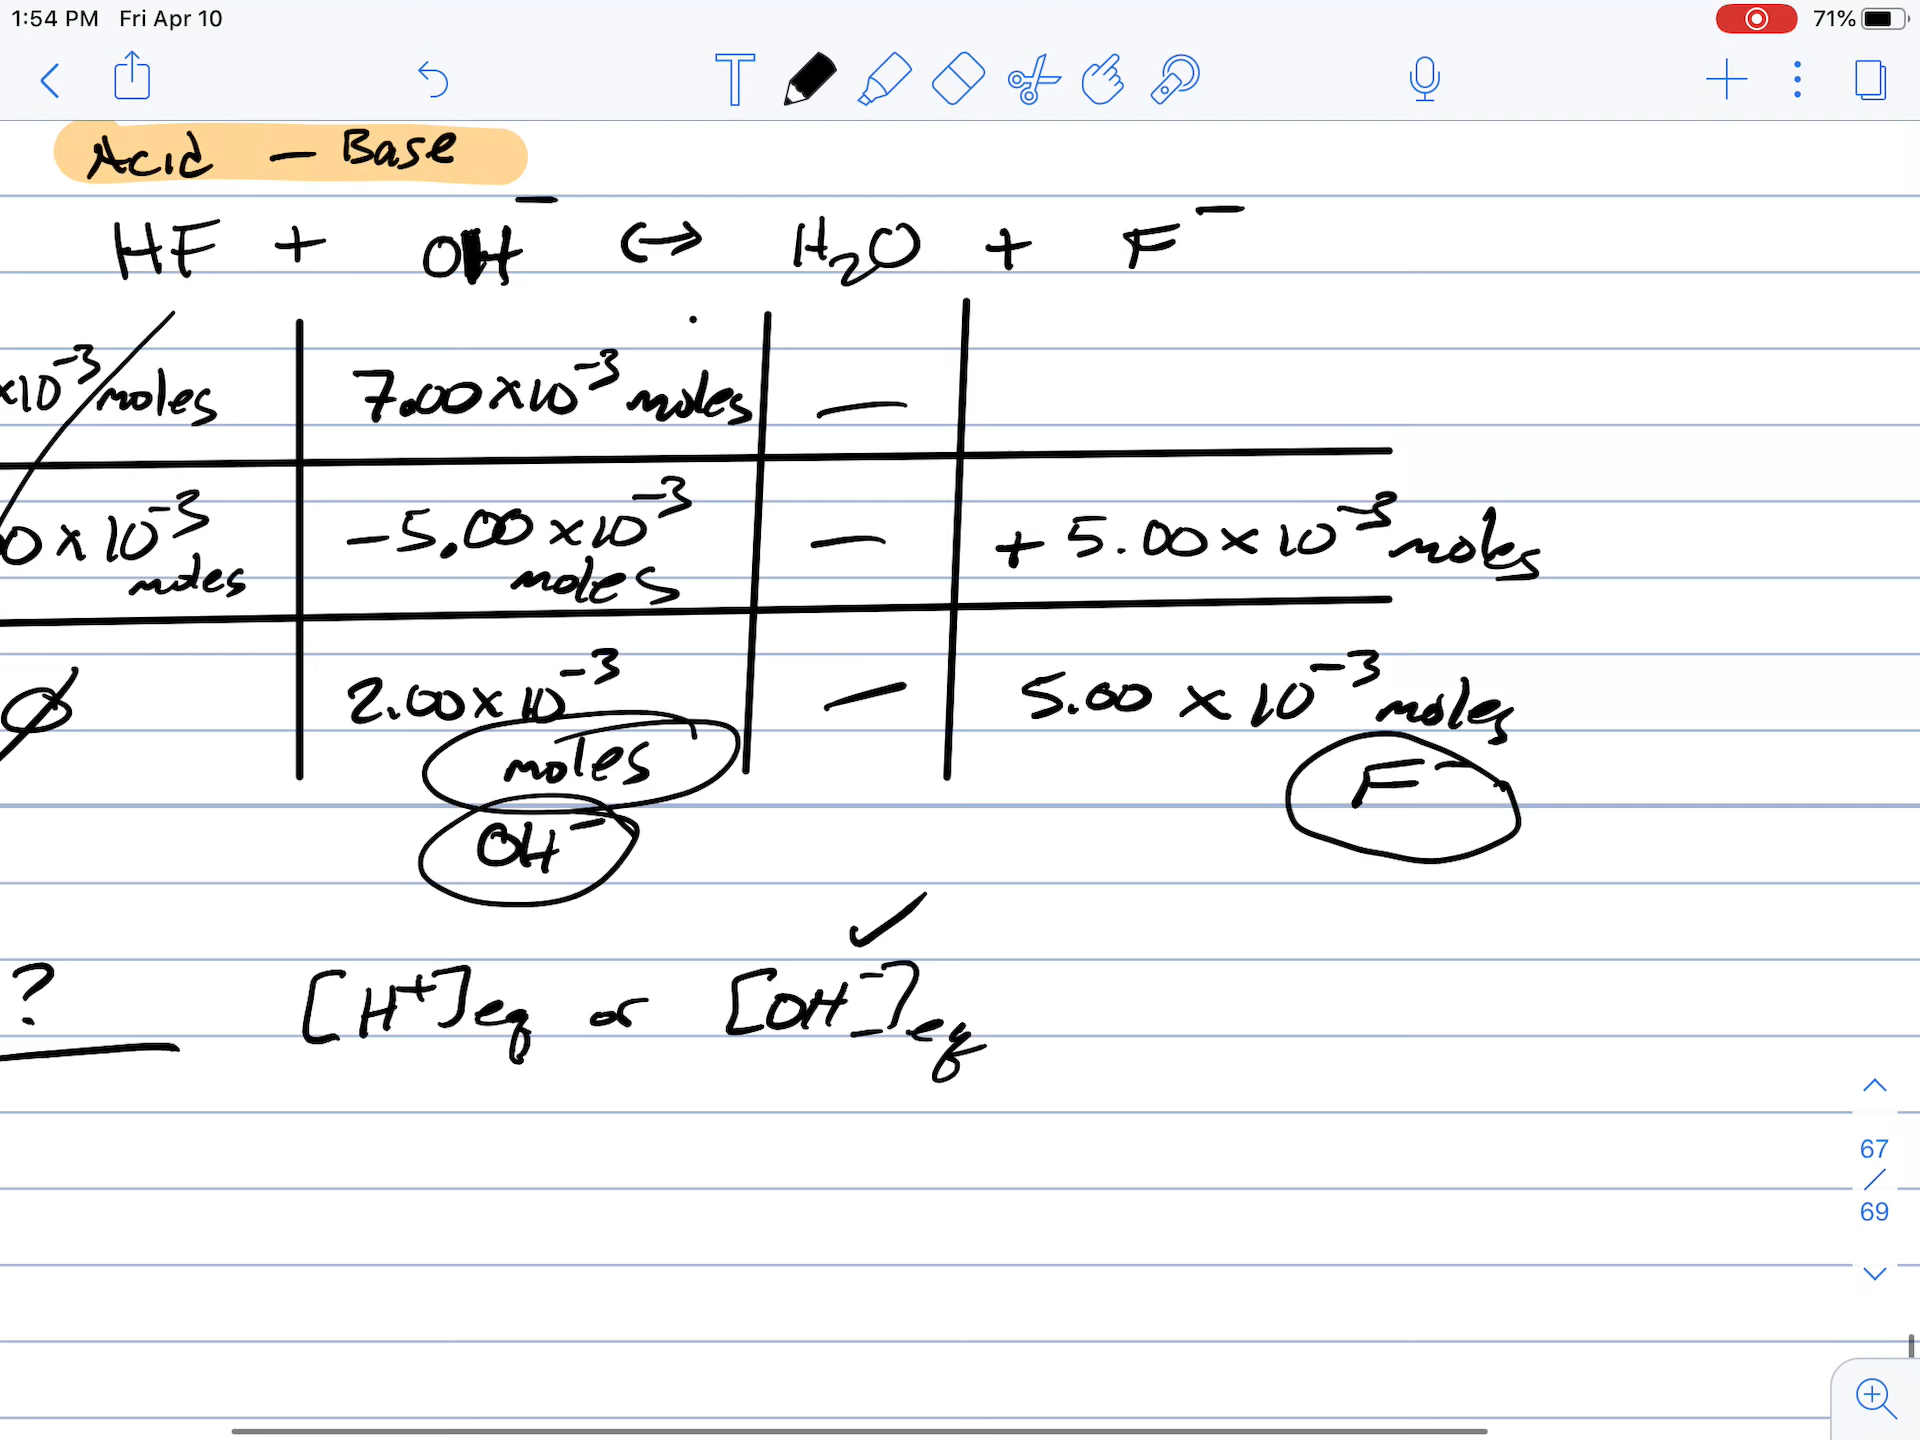 1:54 PM Fri Apr 10 71%
Acid – Base
HF + OH⁻ ↔ H₂O + F⁻
x10⁻³ moles 7.00 x 10⁻³ moles —
0 x 10⁻³ moles -5.00 x 10⁻³ moles — + 5.00 x 10⁻³ moles
∅ 2.00 x 10⁻³ moles — 5.00 x 10⁻³ moles
OH⁻ F⁻
? [H⁺]eq or [OH⁻]eq ✓
67
/
69